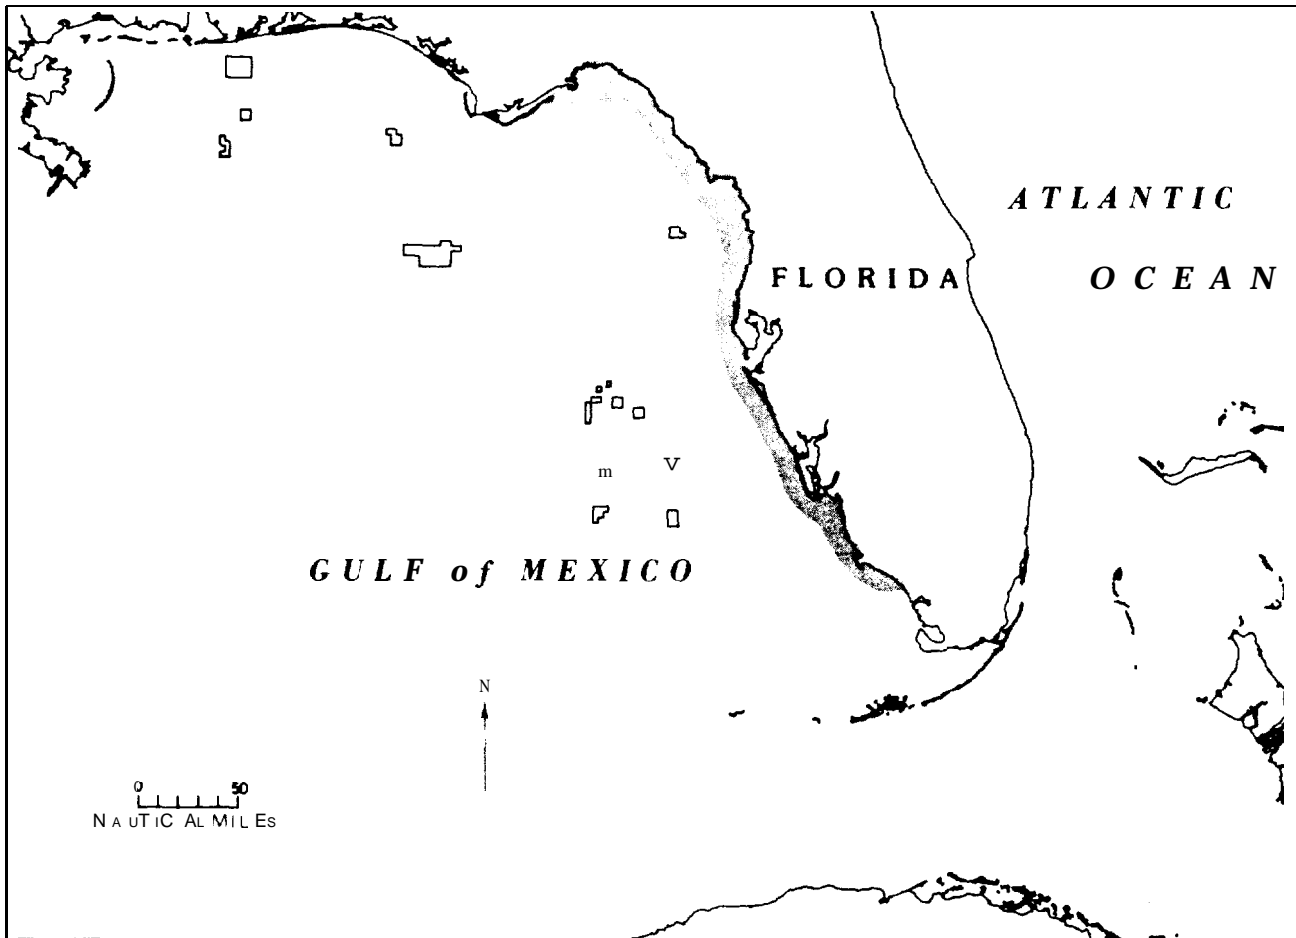 ATLANTIC
FLORIDA
OCEAN
m V
GULF of MEXICO
N
0 50
NAUTICAL MILES